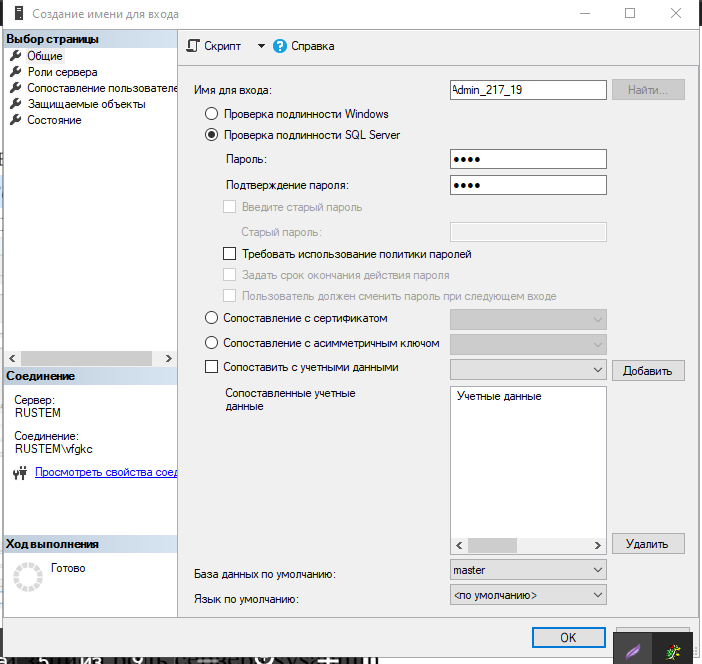 Создание имени для входа
Выбор страницы
Общие
Роли сервера
Сопоставление пользователе
Защищаемые объекты
Состояние
Скрипт
Справка
Имя для входа:
Admin_217_19
Найти...
Проверка подлинности Windows
Проверка подлинности SQL Server
Пароль:
●●●●
Подтверждение пароля:
●●●●
Введите старый пароль
Старый пароль:
Требовать использование политики паролей
Задать срок окончания действия пароля
Пользователь должен сменить пароль при следующем входе
Сопоставление с сертификатом
Сопоставление с асимметричным ключом
Сопоставить с учетными данными
Добавить
Сопоставленные учетные
данные
Учетные данные
Удалить
База данных по умолчанию:
master
Язык по умолчанию:
<по умолчанию>
Соединение
Сервер:
RUSTEM
Соединение:
RUSTEM\vfgkc
Просмотреть свойства соед
Ход выполнения
Готово
OK
5 из 9